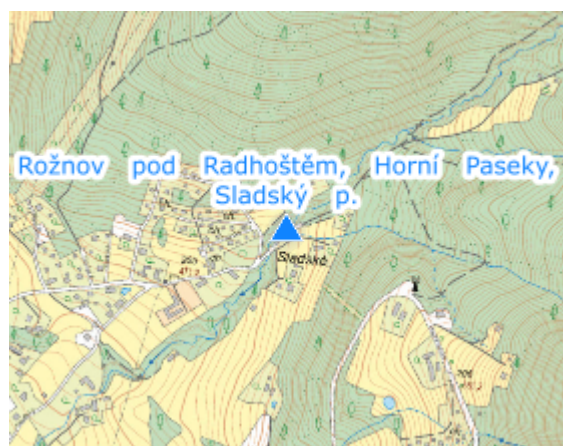 Rožnov pod Radhoštěm, Horní Paseky,
Sladský p.
Sladské